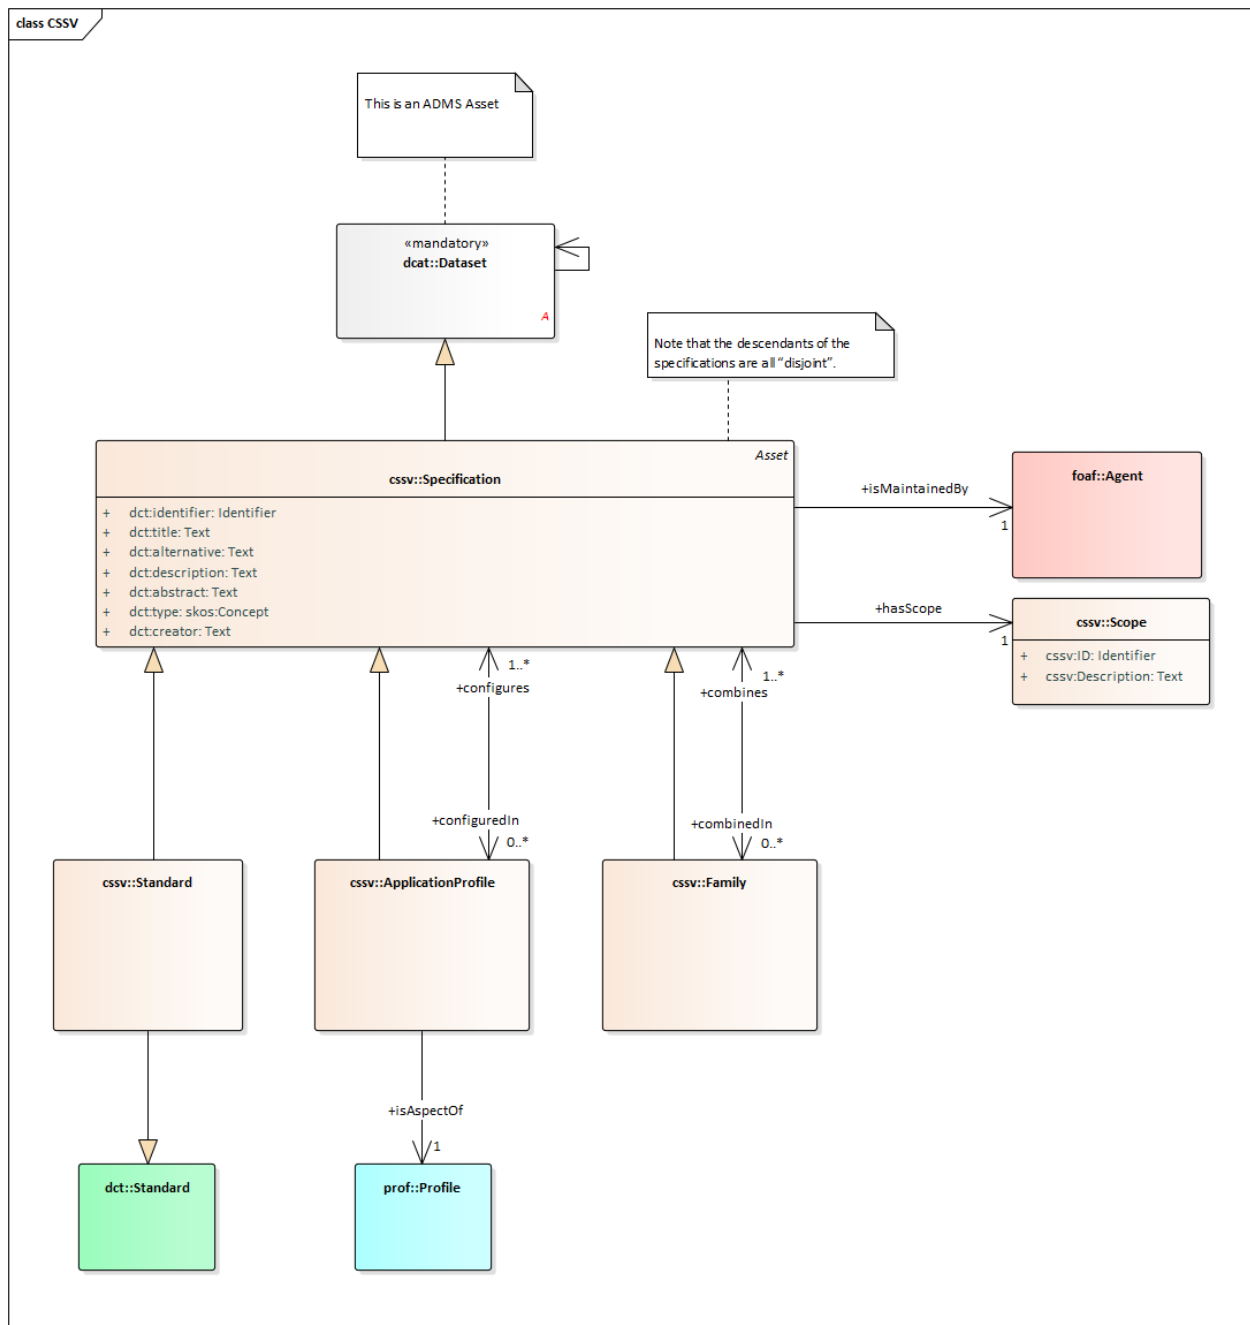 class CSSV
This is an ADMS Asset
«mandatory»
dcat::Dataset
A
Note that the descendants of the
specifications are all “disjoint”.
Asset
cssv::Specification
+ dct:identifier: Identifier
+ dct:title: Text
+ dct:alternative: Text
+ dct:description: Text
+ dct:abstract: Text
+ dct:type: skos:Concept
+ dct:creator: Text
+isMaintainedBy
1
foaf::Agent
+hasScope
1
cssv::Scope
+ cssv:ID: Identifier
+ cssv:Description: Text
1..*
+configures
1..*
+combines
+configuredIn
0..*
+combinedIn
0..*
cssv::Standard
cssv::ApplicationProfile
cssv::Family
+isAspectOf
1
dct::Standard
prof::Profile